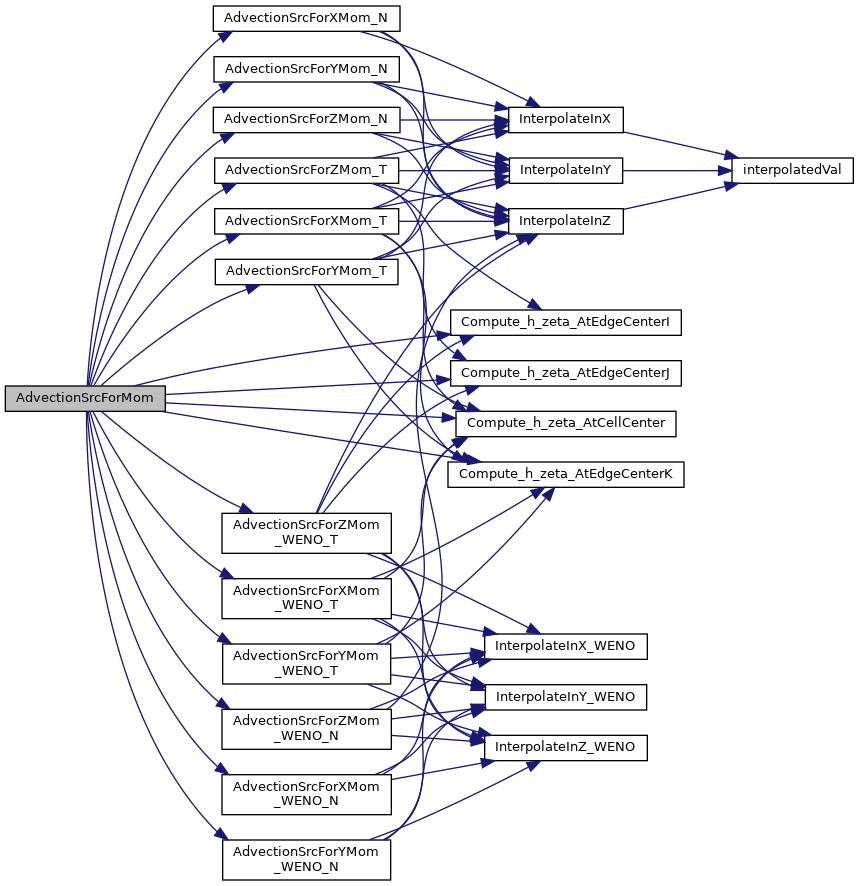 AdvectionSrcForXMom_N
AdvectionSrcForYMom_N
AdvectionSrcForZMom_N
InterpolateInX
AdvectionSrcForZMom_T
InterpolateInY
interpolatedVal
AdvectionSrcForXMom_T
InterpolateInZ
AdvectionSrcForYMom_T
Compute_h_zeta_AtEdgeCenterI
Compute_h_zeta_AtEdgeCenterJ
AdvectionSrcForMom
Compute_h_zeta_AtCellCenter
Compute_h_zeta_AtEdgeCenterK
AdvectionSrcForZMom
_WENO_T
AdvectionSrcForXMom
_WENO_T
InterpolateInX_WENO
AdvectionSrcForYMom
_WENO_T
InterpolateInY_WENO
AdvectionSrcForZMom
_WENO_N
InterpolateInZ_WENO
AdvectionSrcForXMom
_WENO_N
AdvectionSrcForYMom
_WENO_N